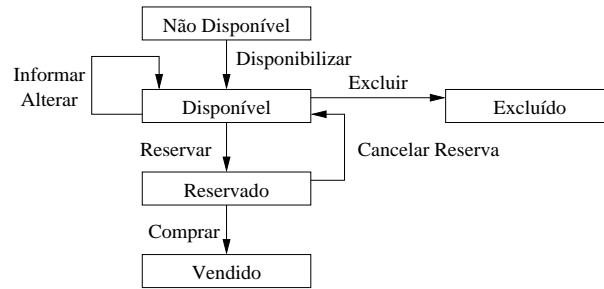 Não Disponível
Disponibilizar
Informar
Alterar
Excluir
Disponível
Excluído
Reservar
Cancelar Reserva
Reservado
Comprar
Vendido